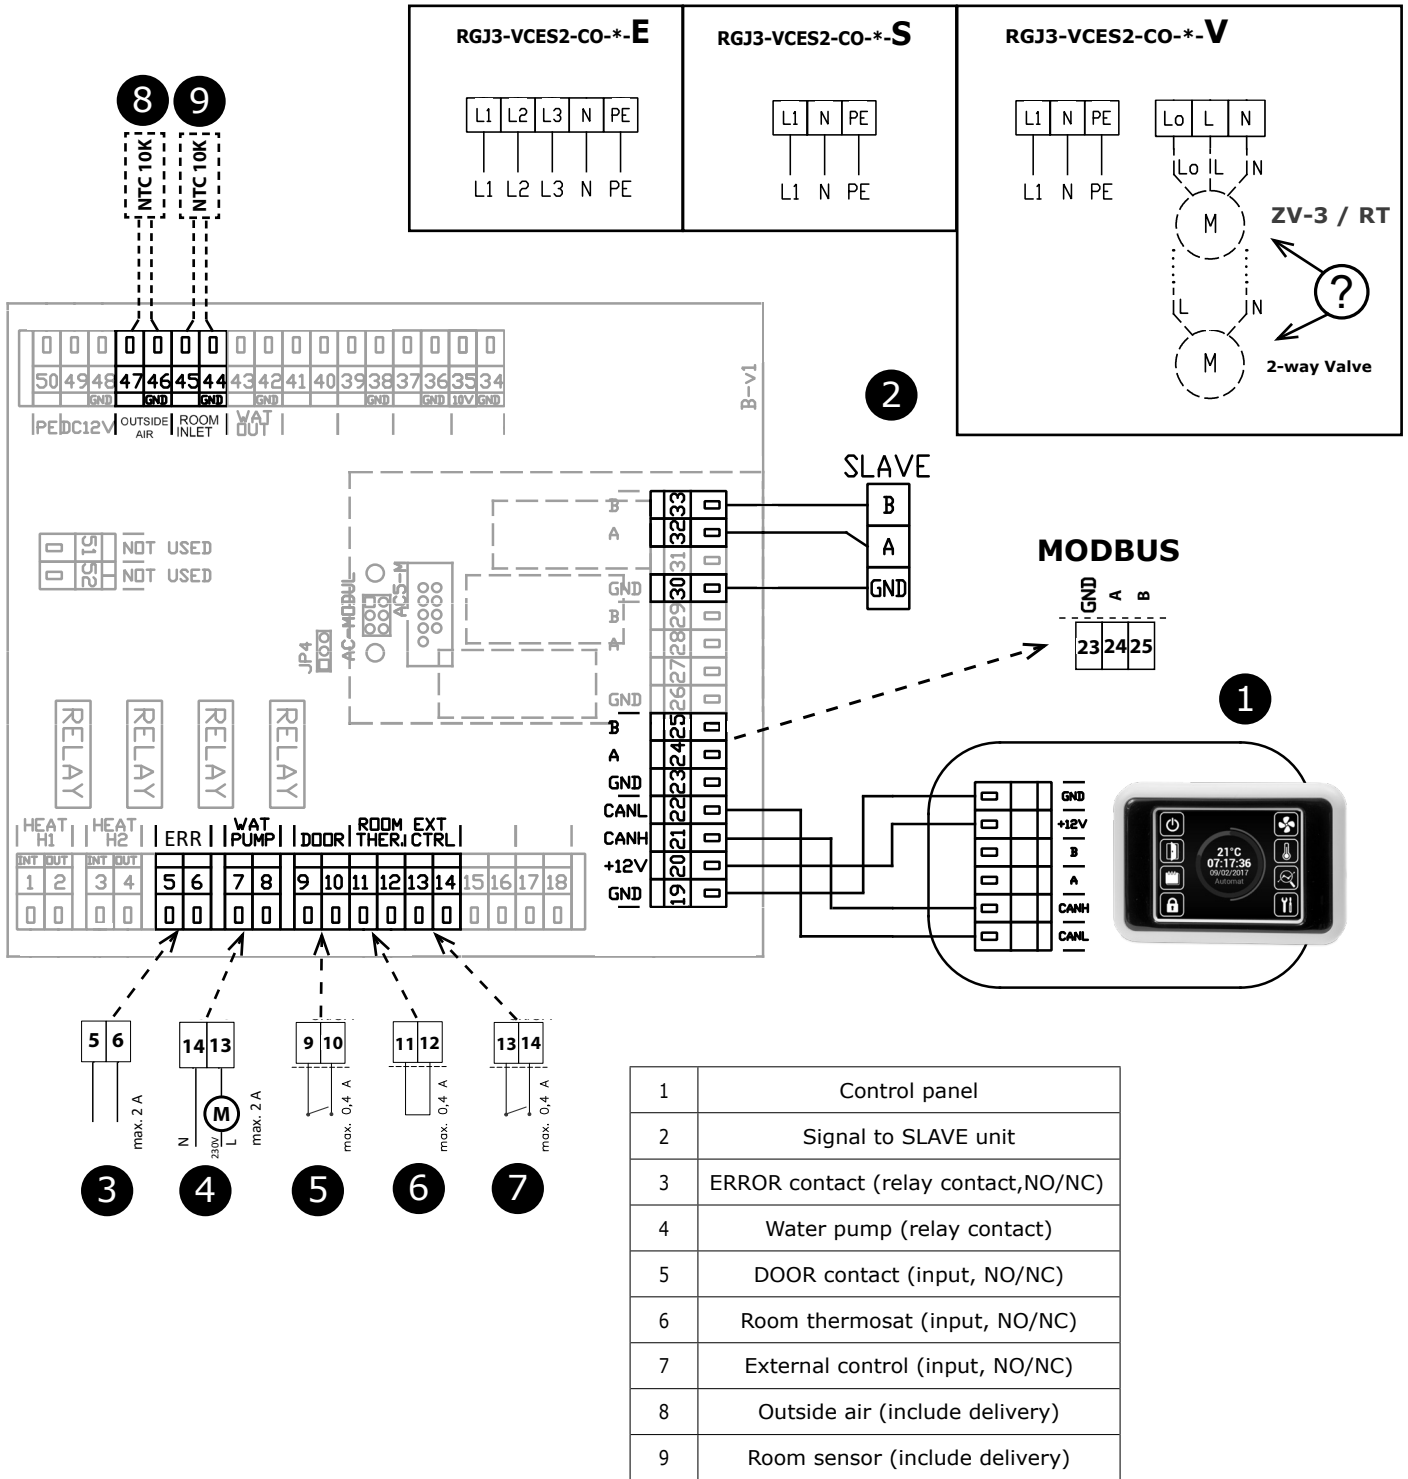 RGJ3-VCES2-CO-*-E
L1 L2 L3 N PE
L1 L2 L3 N PE
RGJ3-VCES2-CO-*-S
L1 N PE
L1 N PE
RGJ3-VCES2-CO-*-V
L1 N PE
L1 N PE
Lo L N
Lo L N
M
ZV-3 / RT
?
L N
M
2-way Valve
8 9
NTC 10K NTC 10K
50 49 48 47 46 45 44 43 42 41 40 39 38 37 36 35 34
GND GND GND GND GND GND 10V GND
PE DC12V OUTSIDE AIR ROOM INLET WAT OUT
B-v1
2
SLAVE
B
A
GND
51 NOT USED
52 NOT USED
JP4
AC-MODUL
ACS-M
B 33
A 32
31
GND 30
B 29
A 28
27
GND 26
B 25
A 24
GND 23
CANL 22
CANH 21
+12V 20
GND 19
MODBUS
GND A B
23 24 25
1
GND
+12V
B
A
CANH
CANL
21°C
07:17:36
09/02/2017
Automat
RELAY RELAY RELAY RELAY
HEAT H1 HEAT H2 ERR WAT PUMP DOOR ROOM THER. EXT CTRL
INT OUT INT OUT
1 2 3 4 5 6 7 8 9 10 11 12 13 14 15 16 17 18
5 6
max. 2 A
3
14 13
M
N 230V L
max. 2 A
4
9 10
max. 0,4 A
5
11 12
max. 0,4 A
6
13 14
max. 0,4 A
7
1 Control panel
2 Signal to SLAVE unit
3 ERROR contact (relay contact,NO/NC)
4 Water pump (relay contact)
5 DOOR contact (input, NO/NC)
6 Room thermosat (input, NO/NC)
7 External control (input, NO/NC)
8 Outside air (include delivery)
9 Room sensor (include delivery)